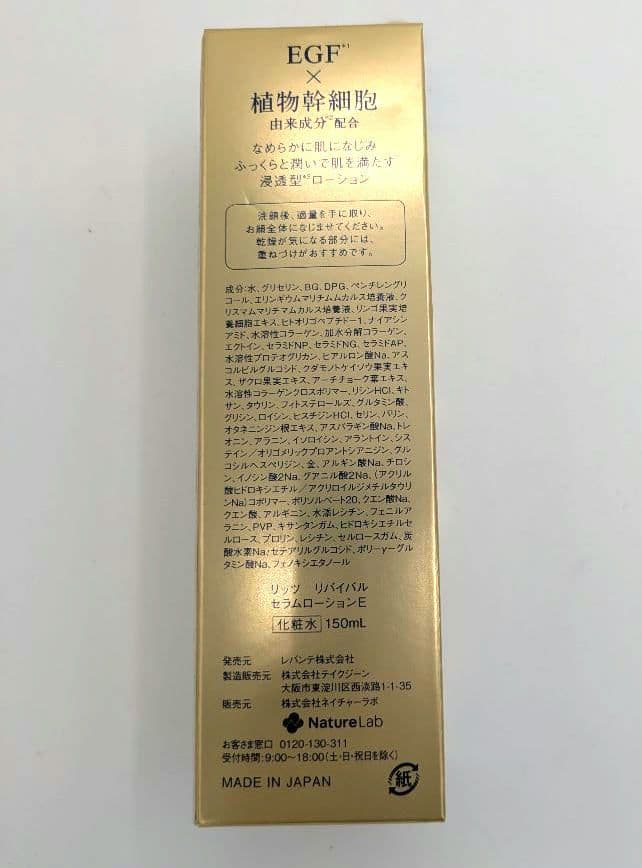 EGF*1
×
植物幹細胞
由来成分*2配合
なめらかに肌になじみ
ふっくらと潤いで肌を満たす
浸透型*3ローション
洗顔後、適量を手に取り、
お顔全体になじませてください。
乾燥が気になる部分には、
重ねづけがおすすめです。
成分:水、グリセリン、BG、DPG、ペンチレングリ
コール、エリンギウムマリチムムカルス培養液、ク
リスマムマリチマムカルス培養液、リンゴ果実培
養細胞エキス、ヒトオリゴペプチド-1、ナイアシン
アミド、水溶性コラーゲン、加水分解コラーゲン、
エクトイン、セラミドNP、セラミドNG、セラミドAP、
水溶性プロテオグリカン、ヒアルロン酸Na、アス
コルビルグルコシド、クダモノトケイソウ果実エキ
ス、ザクロ果実エキス、アーチチョーク葉エキス、
水溶性コラーゲンクロスポリマー、リシンHCl、キト
サン、タウリン、フィトステロールズ、グルタミン酸、
グリシン、ロイシン、ヒスチジンHCl、セリン、バリン、
オタネニンジン根エキス、アスパラギン酸Na、トレ
オニン、アラニン、イソロイシン、アラントイン、シス
テイン/オリゴメリックプロアントシアニジン、グル
コシルヘスペリジン、金、アルギン酸Na、チロシ
ン、イノシン酸2Na、グアニル酸2Na、(アクリル
酸ヒドロキシエチル/アクリロイルジメチルタウリ
ンNa)コポリマー、ポリソルベート20、クエン酸Na、
クエン酸、アルギニン、水添レシチン、フェニルア
ラニン、PVP、キサンタンガム、ヒドロキシエチルセ
ルロース、プロリン、レシチン、セルロースガム、炭
酸水素Na、セテアリルグルコシド、ポリ-γ-グル
タミン酸Na、フェノキシエタノール
リッツ リバイバル
セラムローションE
化粧水 150mL
発売元 レバンテ株式会社
製造販売元 株式会社テイクジーン
大阪市東淀川区西淡路1-1-35
販売元 株式会社ネイチャーラボ
NatureLab
お客さま窓口 0120-130-311
受付時間:9:00~18:00(土・日・祝日を除く)
MADE IN JAPAN
紙